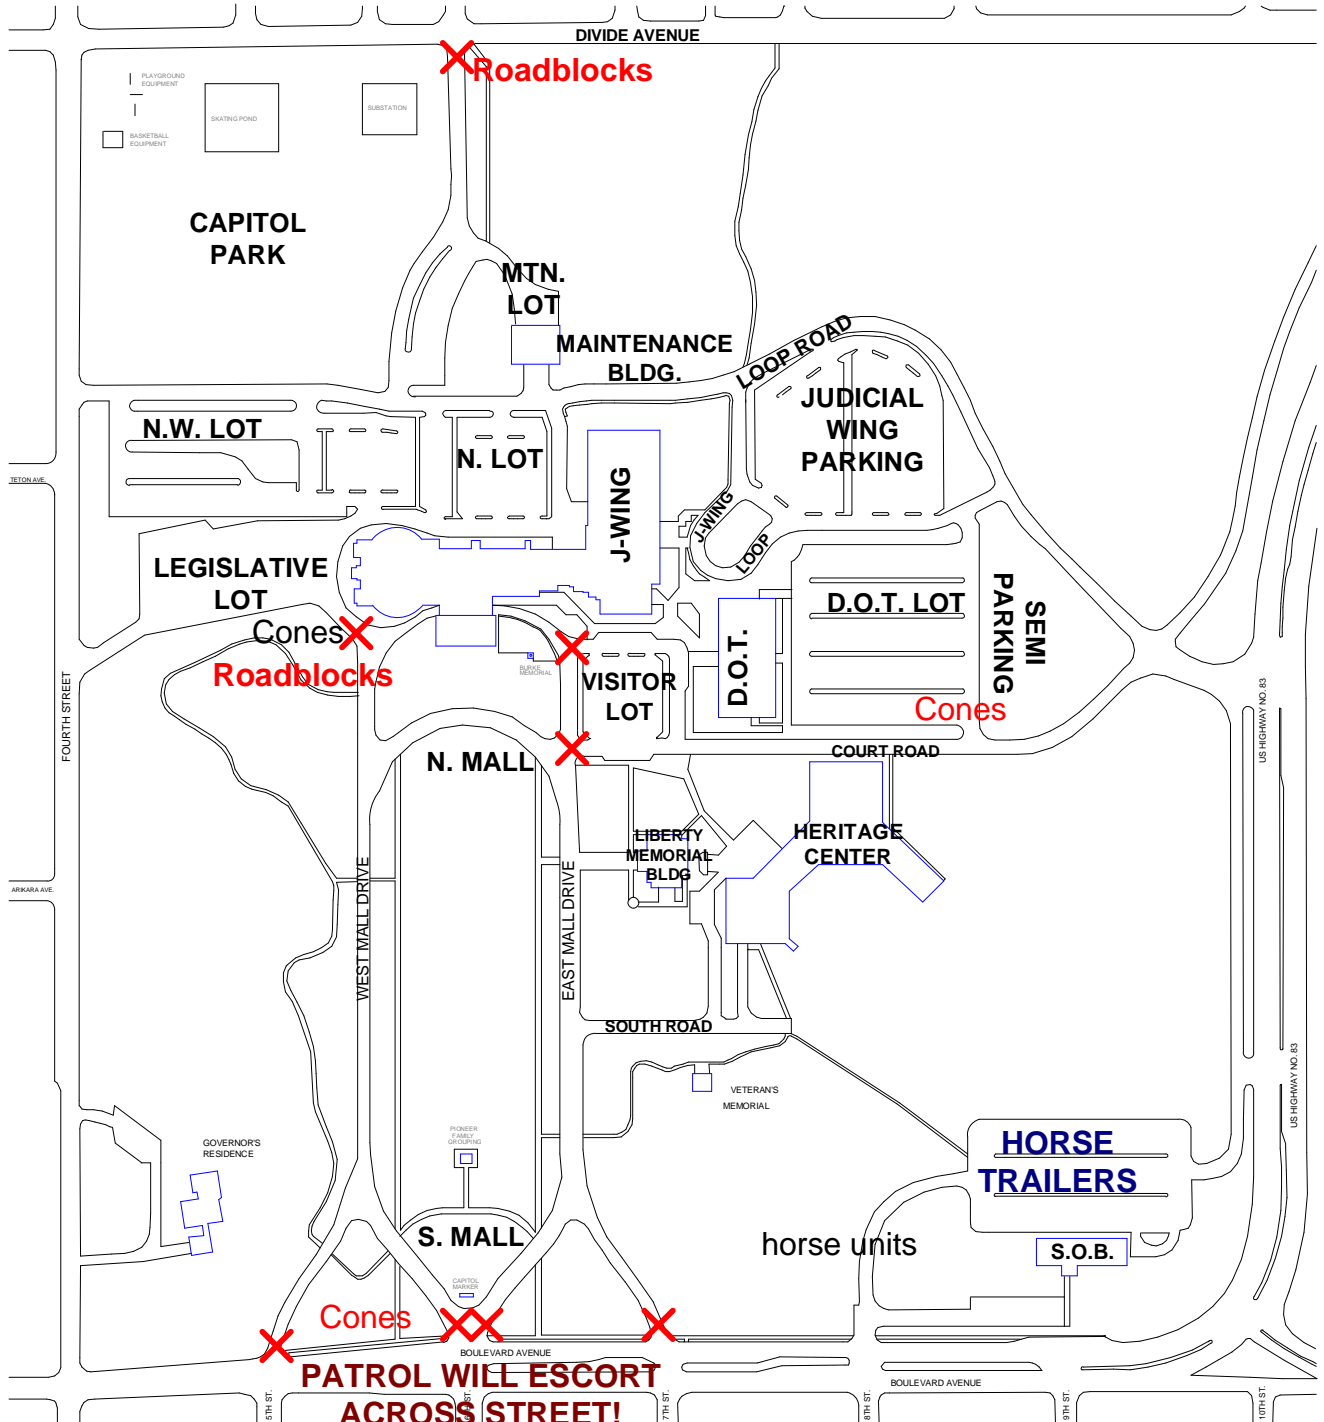 DIVIDE AVENUE
Roadblocks
PLAYGROUND
EQUIPMENT
SKATING POND
SUBSTATION
BASKETBALL
EQUIPMENT
CAPITOL
PARK
MTN.
LOT
MAINTENANCE
BLDG.
LOOP ROAD
JUDICIAL
WING
PARKING
N.W. LOT
N. LOT
TETON AVE.
J-WING
J-WING
LOOP
LEGISLATIVE
LOT
D.O.T. LOT
SEMI
PARKING
Cones
Roadblocks
BURKE
MEMORIAL
VISITOR
LOT
D.O.T.
Cones
FOURTH STREET
US HIGHWAY NO. 83
N. MALL
COURT ROAD
LIBERTY
MEMORIAL
BLDG
HERITAGE
CENTER
ARIKARA AVE.
WEST MALL DRIVE
EAST MALL DRIVE
SOUTH ROAD
US HIGHWAY NO. 83
VETERAN'S
MEMORIAL
PIONEER
FAMILY
GROUPING
GOVERNOR'S
RESIDENCE
HORSE
TRAILERS
S. MALL
horse units
S.O.B.
CAPITOL
MARKER
Cones
BOULEVARD AVENUE
PATROL WILL ESCORT
ACROSS STREET!
BOULEVARD AVENUE
5TH ST.
6TH ST.
7TH ST.
8TH ST.
9TH ST.
10TH ST.